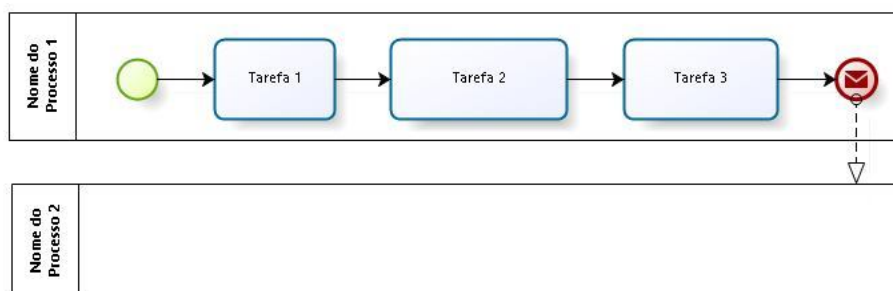 Nome do
Processo 1
Tarefa 1
Tarefa 2
Tarefa 3
Nome do
Processo 2